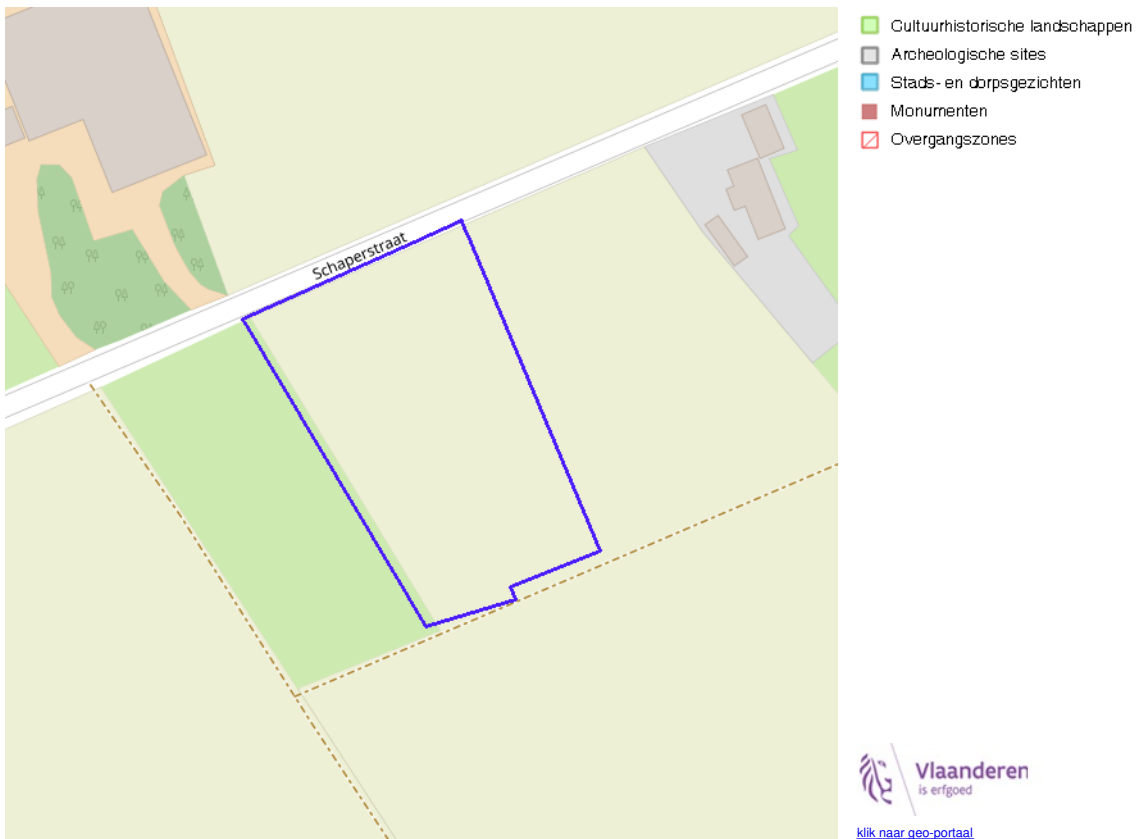 Cultuurhistorische landschappen
Archeologische sites
Stads- en dorpsgezichten
Monumenten
Overgangszones
Schaperstraat
Vlaanderen
is erfgoed
klik naar geo-portaal